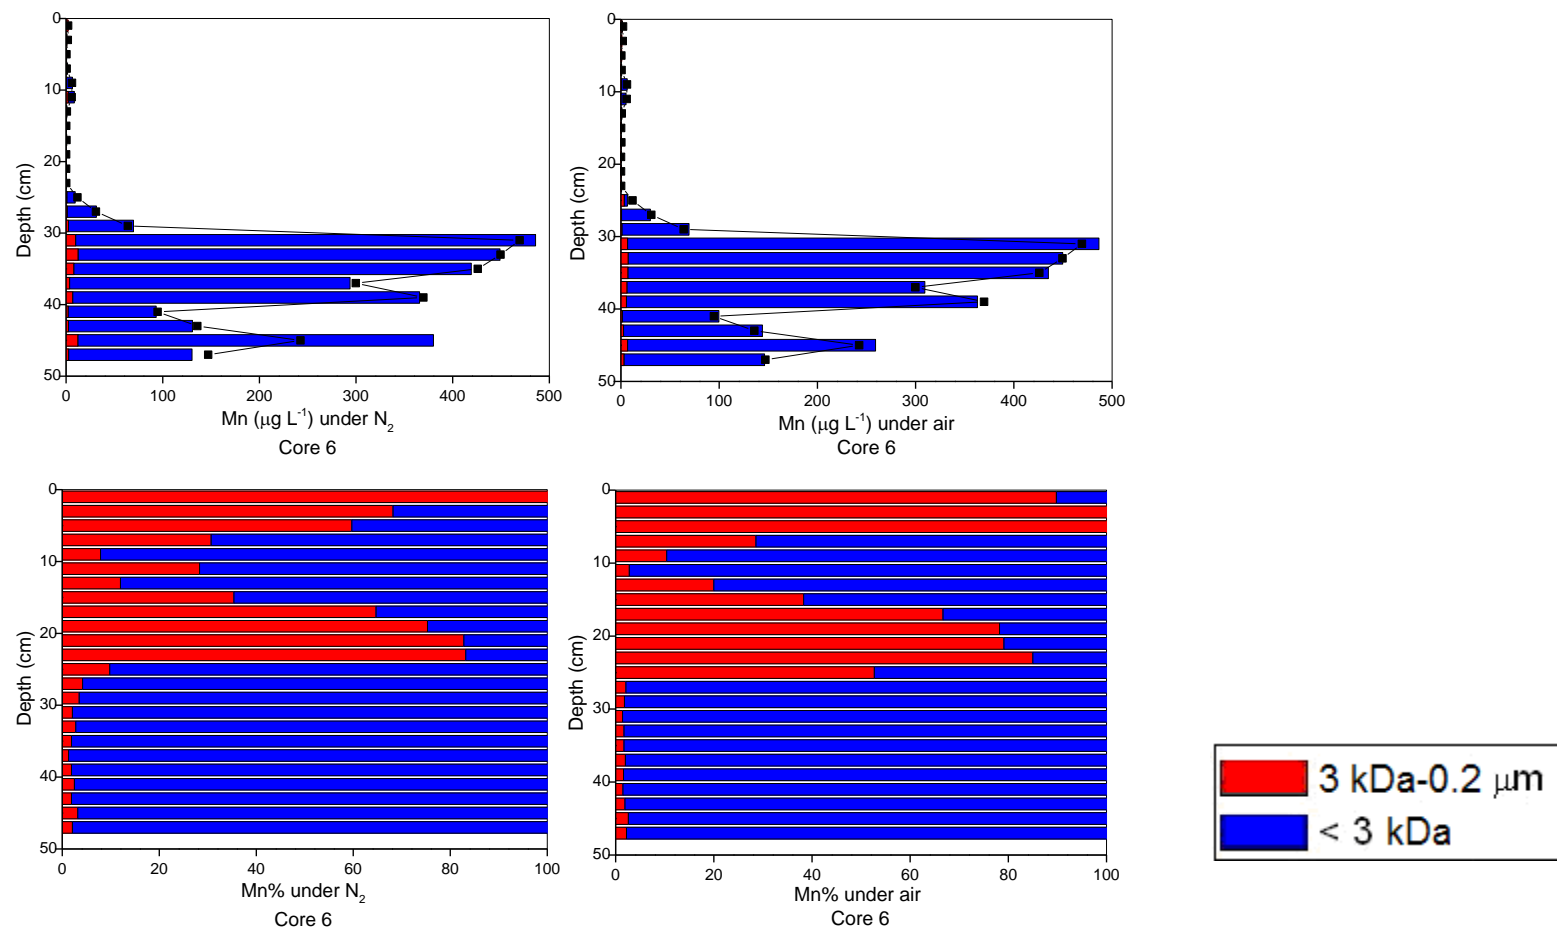 0
10
20
30
40
50
Depth (cm)
0 100 200 300 400 500
Mn (μg L-1) under N2
Core 6
0
10
20
30
40
50
Depth (cm)
0 100 200 300 400 500
Mn (μg L-1) under air
Core 6
0
10
20
30
40
50
Depth (cm)
0 20 40 60 80 100
Mn% under N2
Core 6
0
10
20
30
40
50
Depth (cm)
0 20 40 60 80 100
Mn% under air
Core 6
3 kDa-0.2 μm
< 3 kDa